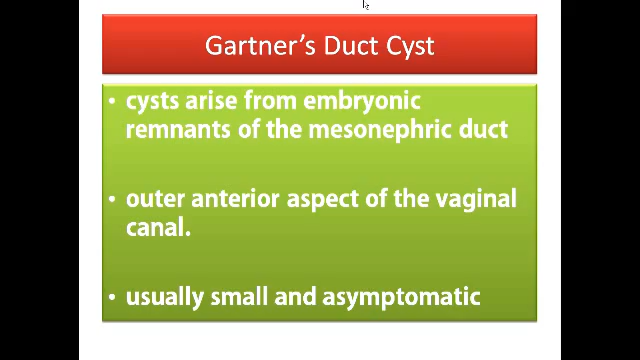 Gartner's Duct Cyst
• cysts arise from embryonic
remnants of the mesonephric duct
• outer anterior aspect of the vaginal
canal.
• usually small and asymptomatic